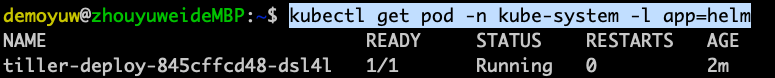 demoyuw@zhouyuweideMBP:~$ kubectl get pod -n kube-system -l app=helm
NAME READY STATUS RESTARTS AGE
tiller-deploy-845cffcd48-dsl4l 1/1 Running 0 2m